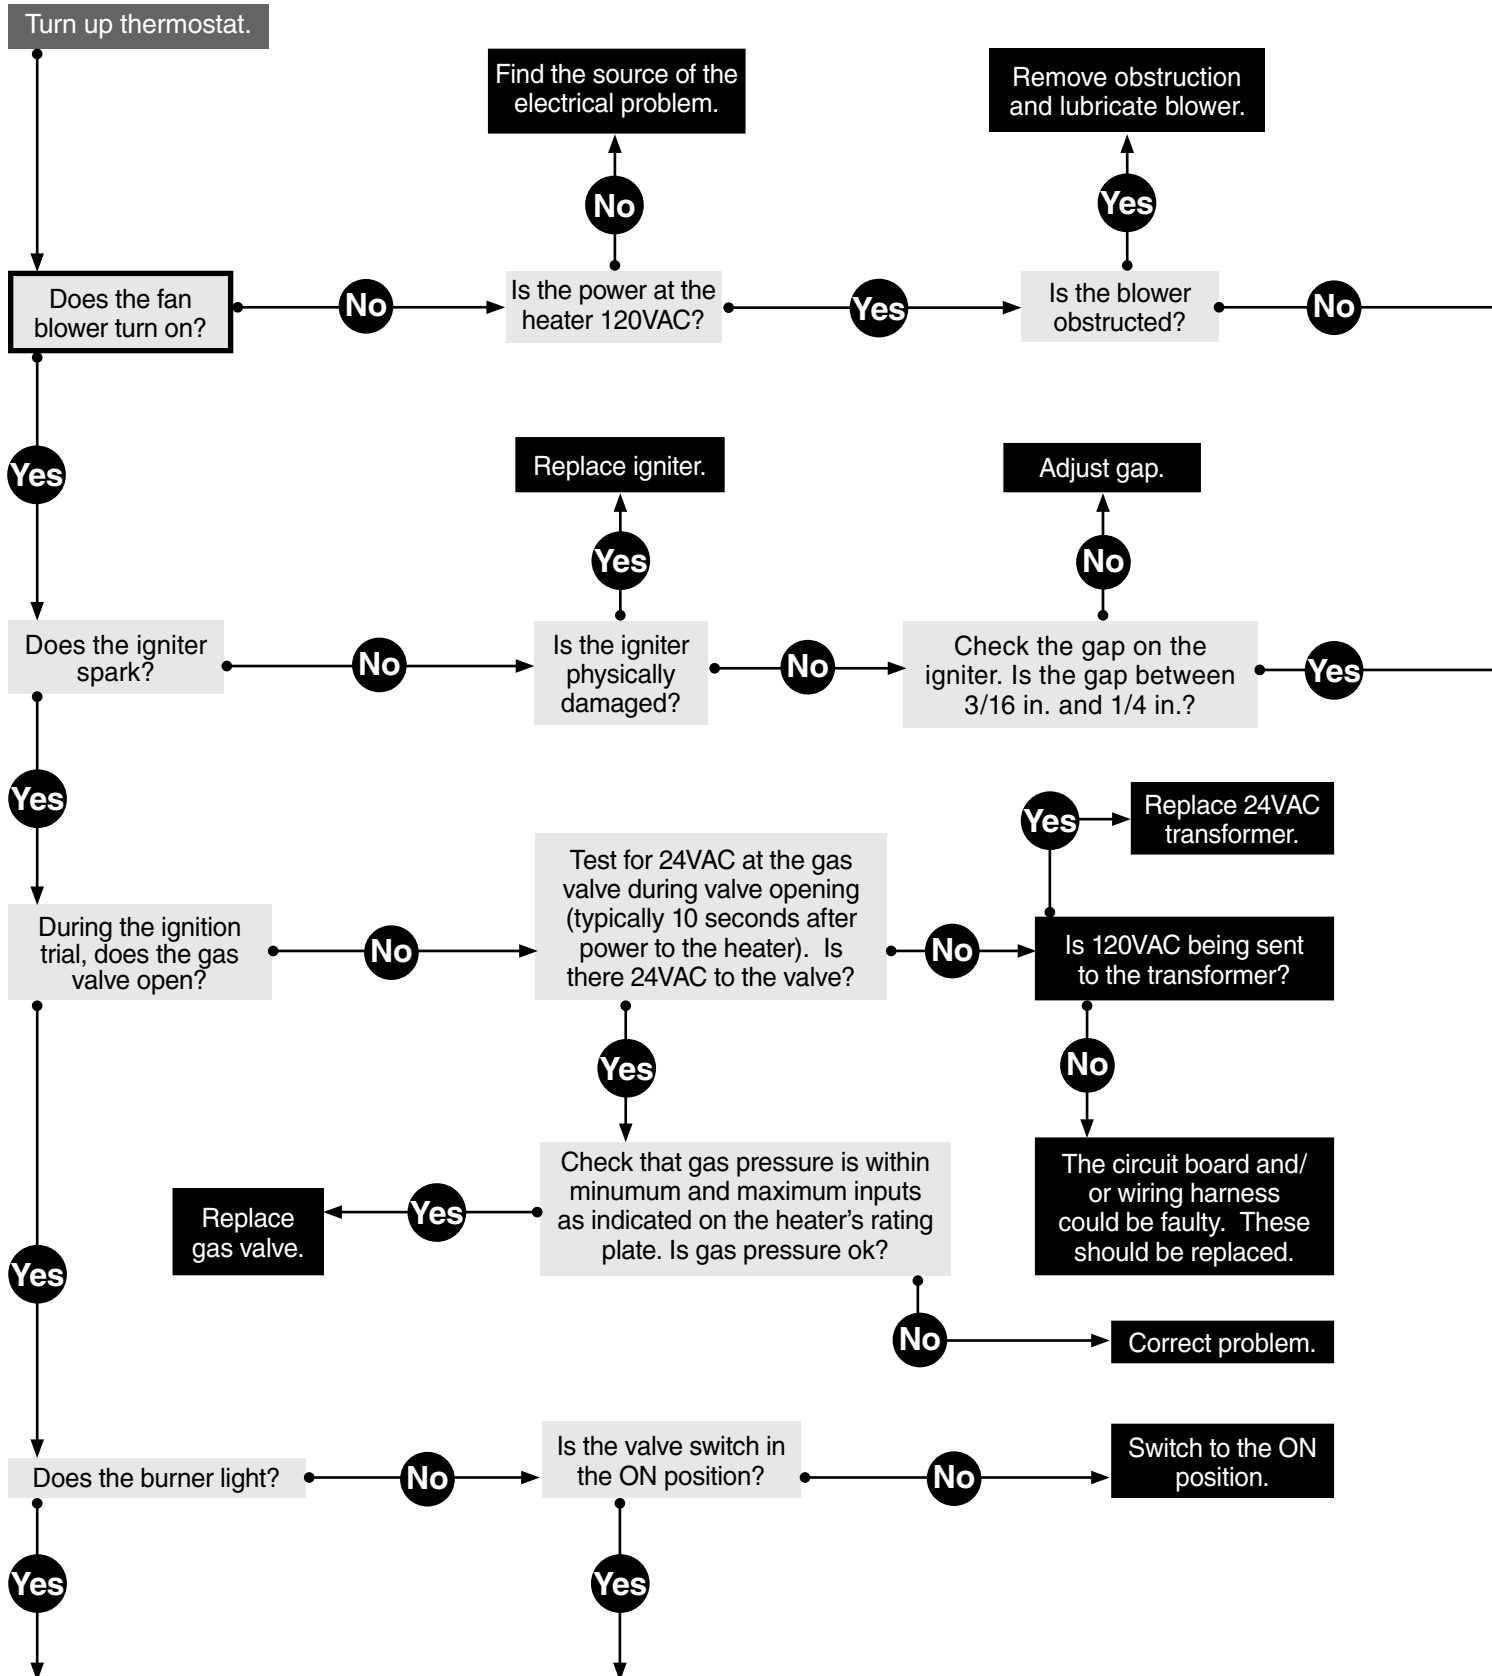 Turn up thermostat.
Find the source of the
electrical problem.
Remove obstruction
and lubricate blower.
No
Yes
Does the fan
blower turn on?
No
Is the power at the
heater 120VAC?
Yes
Is the blower
obstructed?
No
Yes
Replace igniter.
Adjust gap.
Yes
No
Does the igniter
spark?
No
Is the igniter
physically
damaged?
No
Check the gap on the
igniter. Is the gap between
3/16 in. and 1/4 in.?
Yes
Yes
Yes
Replace 24VAC
transformer.
During the ignition
trial, does the gas
valve open?
No
Test for 24VAC at the gas
valve during valve opening
(typically 10 seconds after
power to the heater).  Is
there 24VAC to the valve?
No
Is 120VAC being sent
to the transformer?
Yes
No
Replace
gas valve.
Yes
Check that gas pressure is within
minumum and maximum inputs
as indicated on the heater’s rating
plate. Is gas pressure ok?
The circuit board and/
or wiring harness
could be faulty.  These
should be replaced.
Yes
No
Correct problem.
Does the burner light?
No
Is the valve switch in
the ON position?
No
Switch to the ON
position.
Yes
Yes